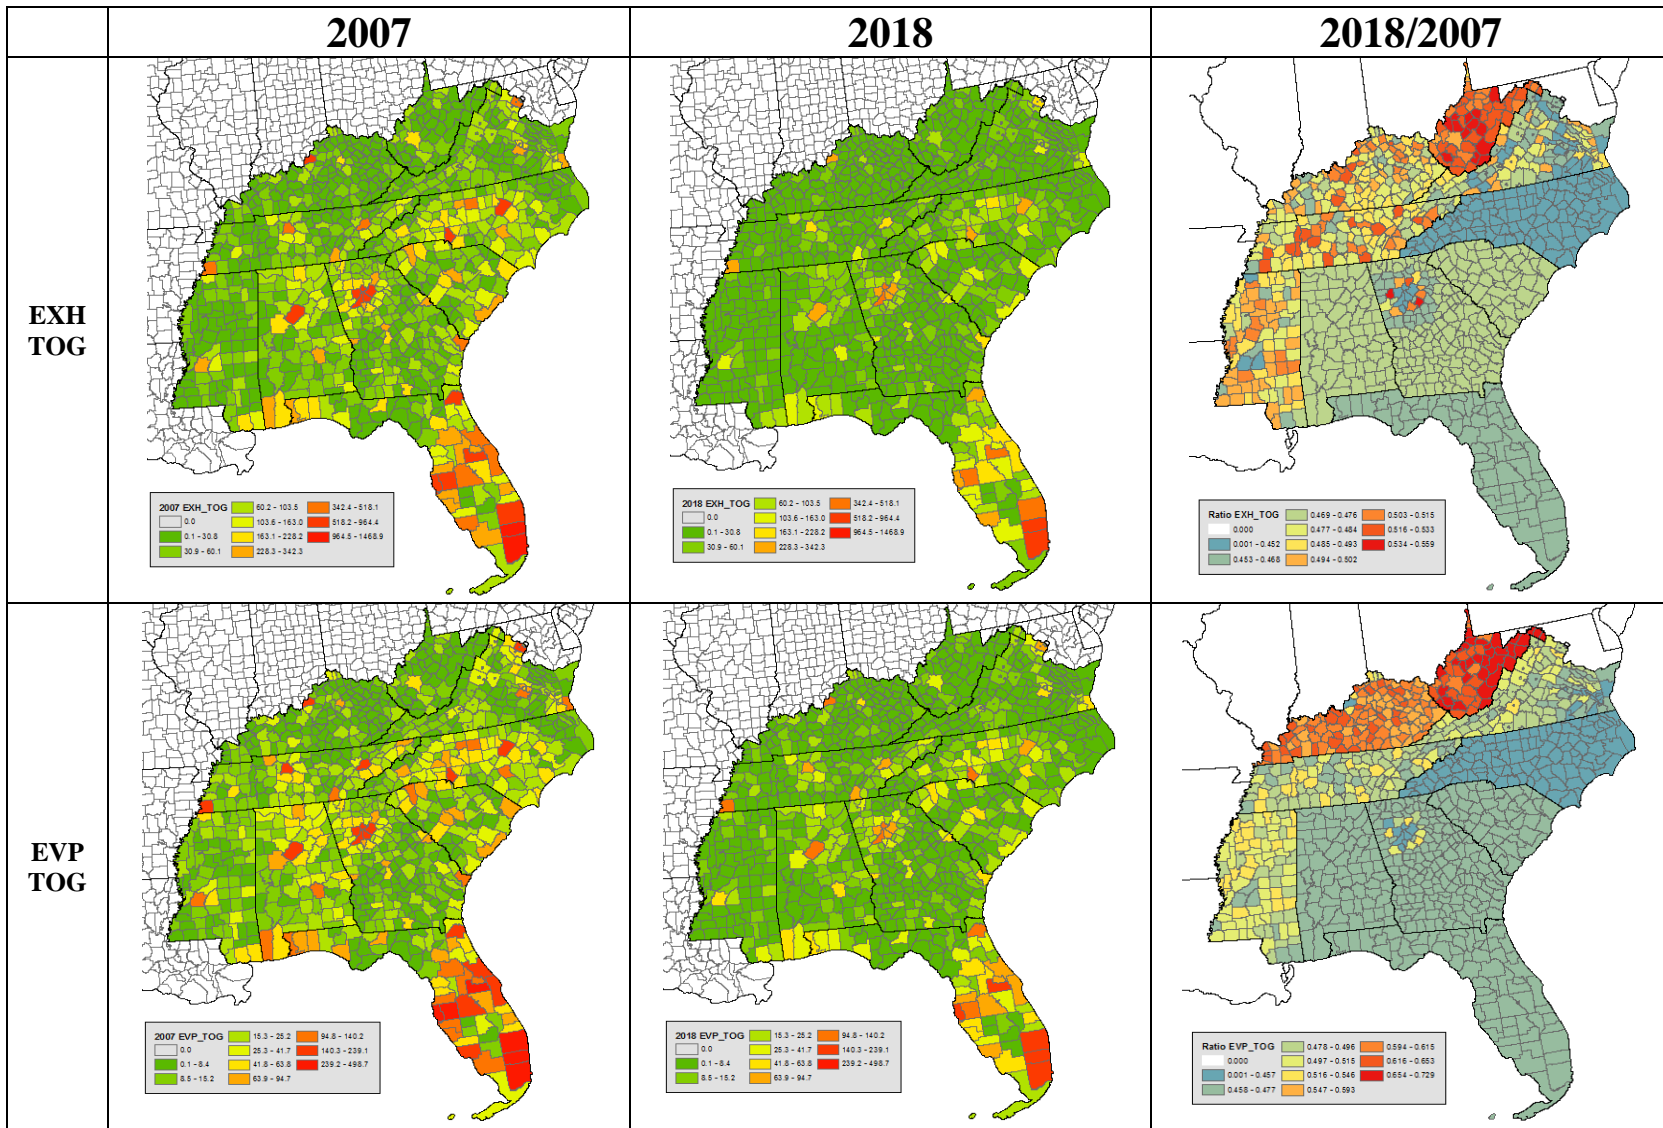 2007
2018
2018/2007
EXH
TOG
2007 EXH_TOG
0.0
0.1 - 30.8
30.9 - 60.1
60.2 - 103.5
103.6 - 163.0
163.1 - 228.2
228.3 - 342.3
342.4 - 518.1
518.2 - 964.4
964.5 - 1468.9
2018 EXH_TOG
0.0
0.1 - 30.8
30.9 - 60.1
60.2 - 103.5
103.6 - 163.0
163.1 - 228.2
228.3 - 342.3
342.4 - 518.1
518.2 - 964.4
964.5 - 1468.9
Ratio EXH_TOG
0.000
0.001 - 0.452
0.453 - 0.468
0.469 - 0.476
0.477 - 0.484
0.485 - 0.493
0.494 - 0.502
0.503 - 0.515
0.516 - 0.533
0.534 - 0.559
EVP
TOG
2007 EVP_TOG
0.0
0.1 - 8.4
8.5 - 15.2
15.3 - 25.2
25.3 - 41.7
41.8 - 63.8
63.9 - 94.7
94.8 - 140.2
140.3 - 239.1
239.2 - 498.7
2018 EVP_TOG
0.0
0.1 - 8.4
8.5 - 15.2
15.3 - 25.2
25.3 - 41.7
41.8 - 63.8
63.9 - 94.7
94.8 - 140.2
140.3 - 239.1
239.2 - 498.7
Ratio EVP_TOG
0.000
0.001 - 0.457
0.458 - 0.477
0.478 - 0.496
0.497 - 0.515
0.516 - 0.546
0.547 - 0.593
0.594 - 0.615
0.616 - 0.653
0.654 - 0.729